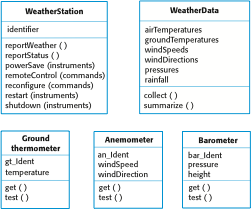 WeatherStation
identifier
reportWeather ( )
reportStatus ( )
powerSave (instruments)
remoteControl (commands)
reconfigure (commands)
restart (instruments)
shutdown (instruments)
WeatherData
airTemperatures
groundTemperatures
windSpeeds
windDirections
pressures
rainfall
collect ( )
summarize ( )
Ground
thermometer
gt_Ident
temperature
get ( )
test ( )
Anemometer
an_Ident
windSpeed
windDirection
get ( )
test ( )
Barometer
bar_Ident
pressure
height
get ( )
test ( )